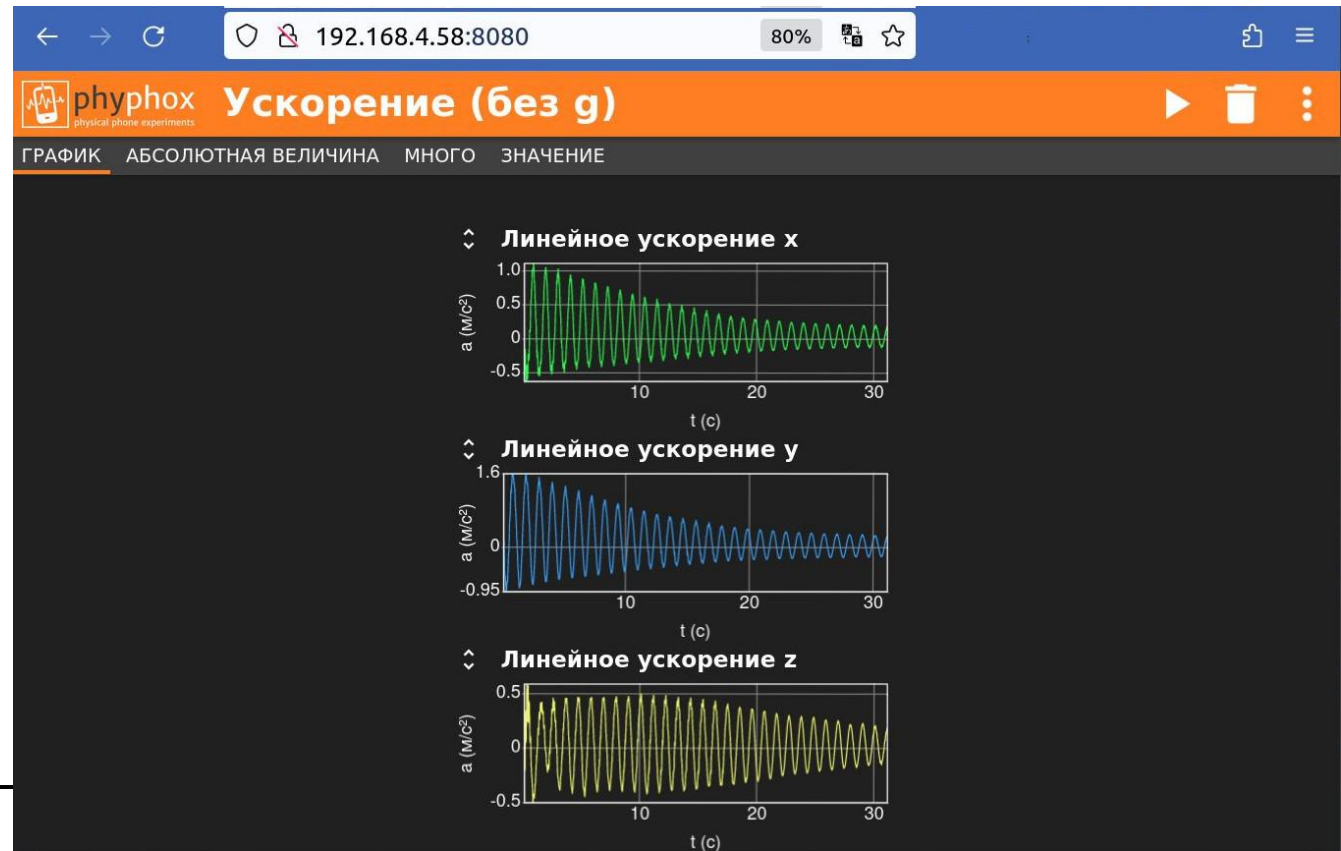 192.168.4.58:8080 80%
phyphox Ускорение (без g)
physical phone experiments
ГРАФИК АБСОЛЮТНАЯ ВЕЛИЧИНА МНОГО ЗНАЧЕНИЕ
Линейное ускорение x
1.0
0.5
0
-0.5
a (м/с²)
10 20 30
t (с)
Линейное ускорение y
1.6
0
-0.95
a (м/с²)
10 20 30
t (с)
Линейное ускорение z
0.5
0
-0.5
a (м/с²)
10 20 30
t (с)